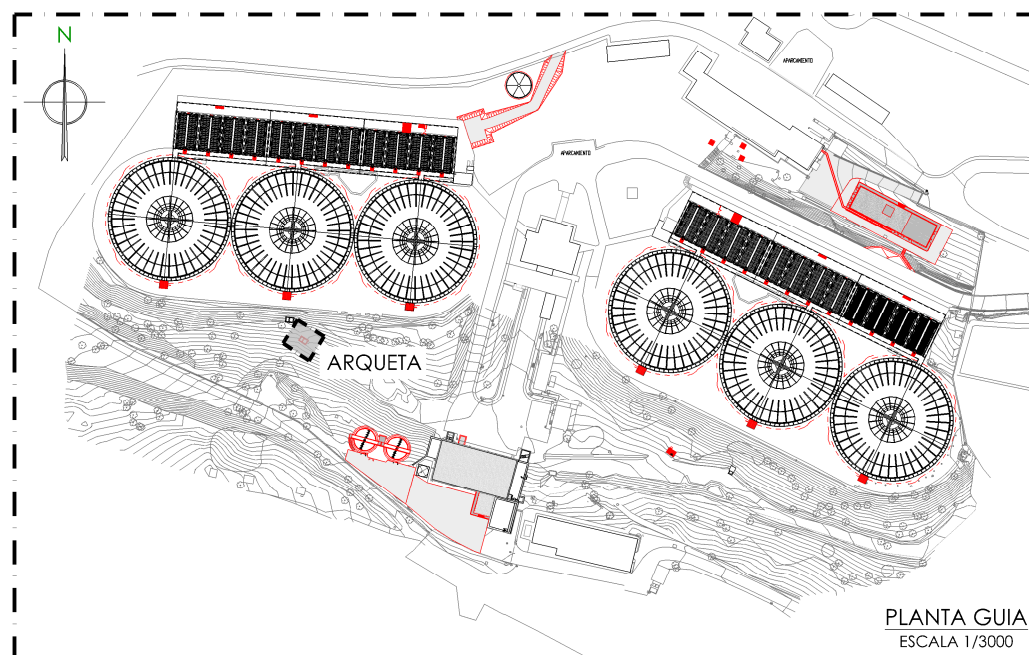 N
APARCAMIENTO
APARCAMIENTO
ARQUETA
PLANTA GUIA
ESCALA 1/3000